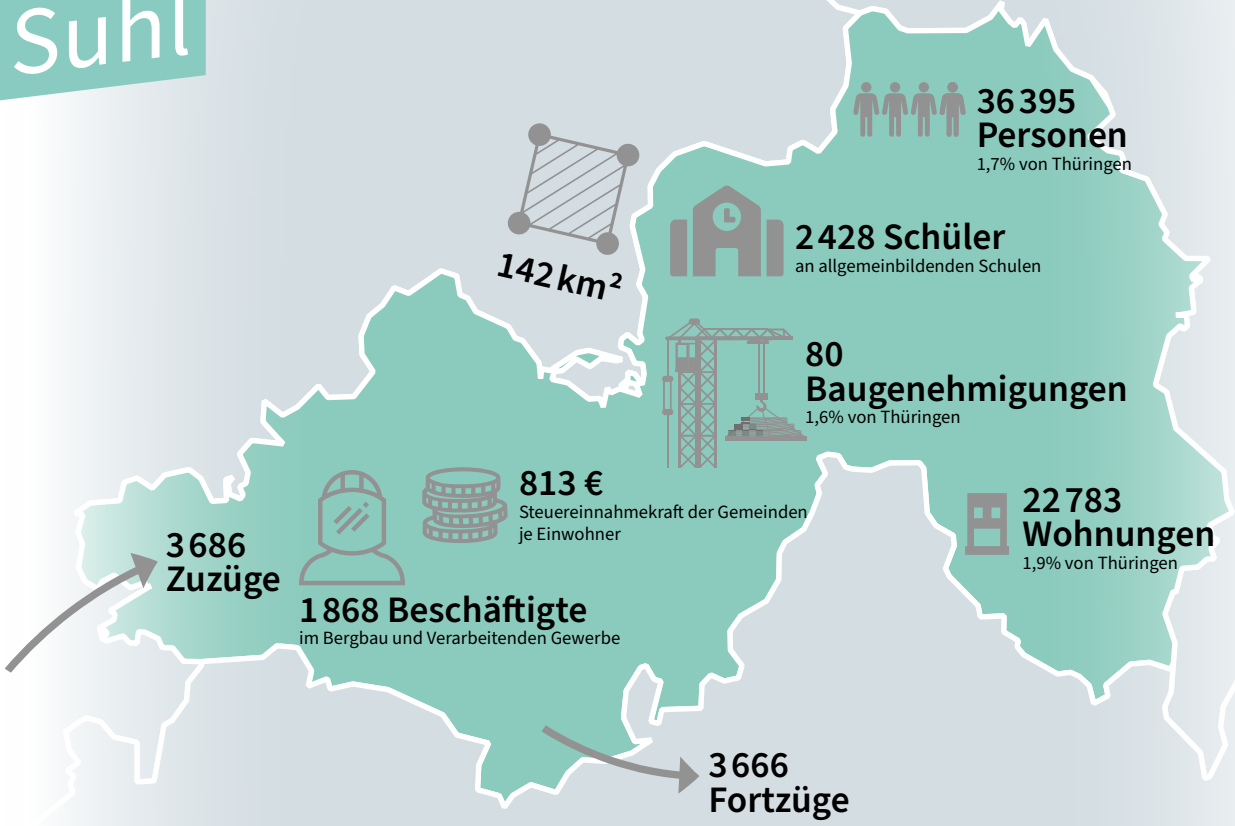 Suhl
36 395
Personen
1,7% von Thüringen
142 km²
2 428 Schüler
an allgemeinbildenden Schulen
80
Baugenehmigungen
1,6% von Thüringen
813 €
Steuereinnahmekraft der Gemeinden
je Einwohner
22 783
Wohnungen
1,9% von Thüringen
3 686
Zuzüge
1 868 Beschäftigte
im Bergbau und Verarbeitenden Gewerbe
3 666
Fortzüge